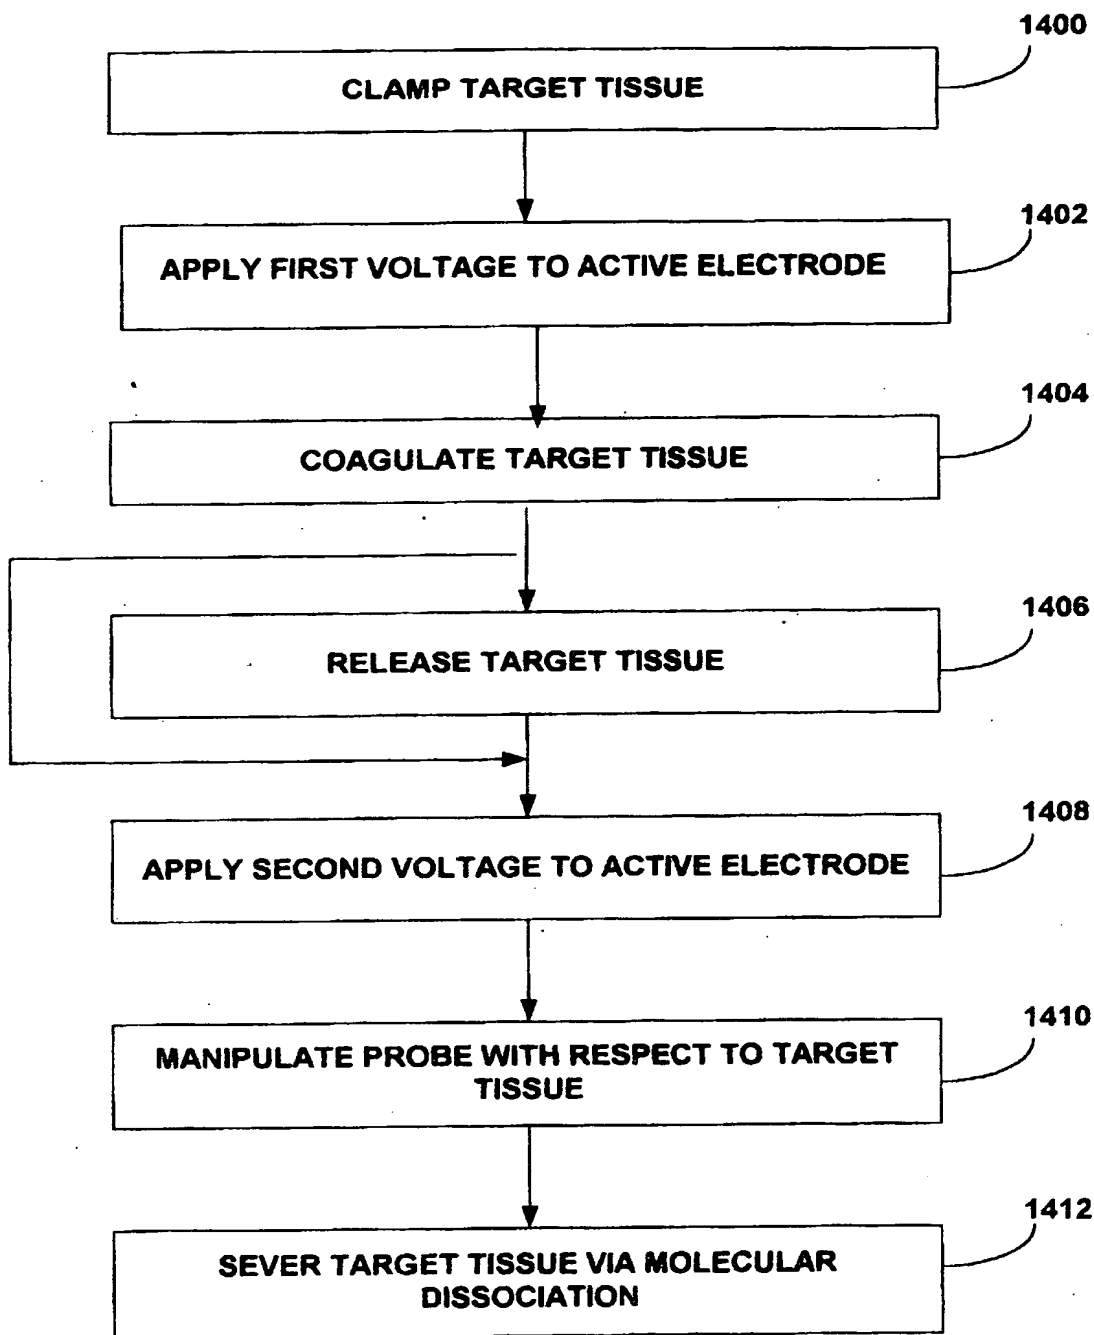 1400
CLAMP TARGET TISSUE
1402
APPLY FIRST VOLTAGE TO ACTIVE ELECTRODE
1404
COAGULATE TARGET TISSUE
1406
RELEASE TARGET TISSUE
1408
APPLY SECOND VOLTAGE TO ACTIVE ELECTRODE
1410
MANIPULATE PROBE WITH RESPECT TO TARGET
TISSUE
1412
SEVER TARGET TISSUE VIA MOLECULAR
DISSOCIATION